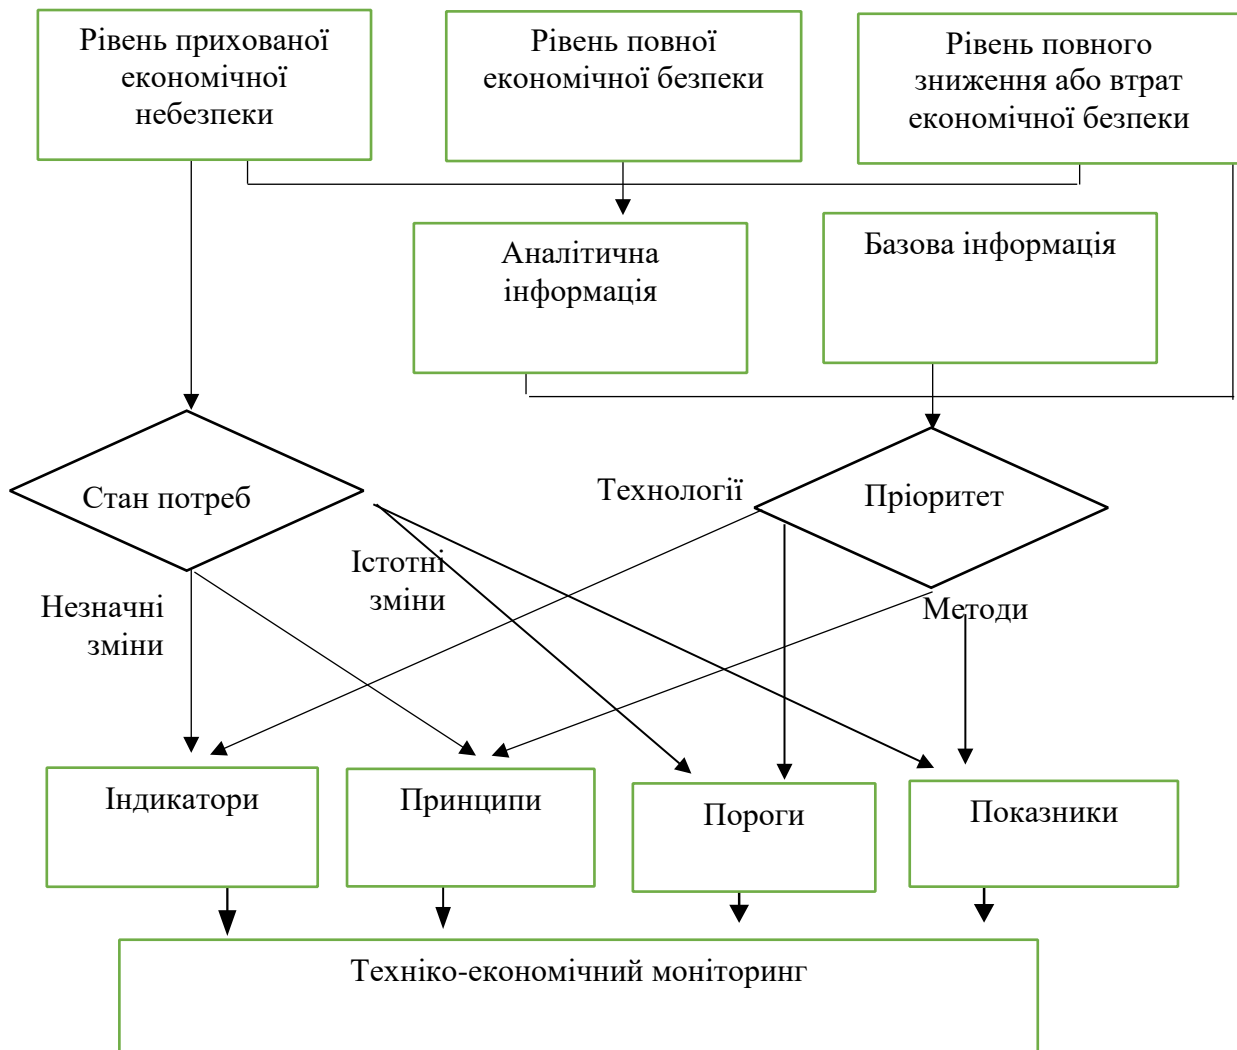 Рівень прихованої
економічної
небезпеки
Рівень повної
економічної безпеки
Рівень повного
зниження або втрат
економічної безпеки
Аналітична
інформація
Базова інформація
Стан потреб
Технології
Пріоритет
Істотні
зміни
Незначні
зміни
Методи
Індикатори
Принципи
Пороги
Показники
Техніко-економічний моніторинг